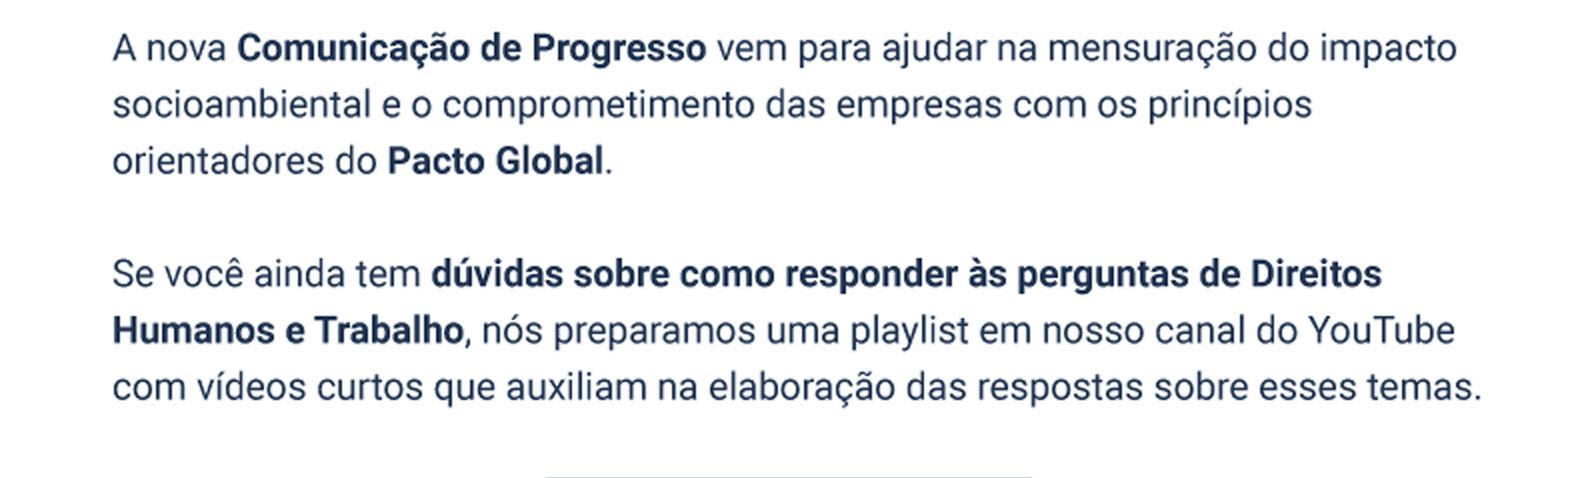 A nova Comunicação de Progresso vem para ajudar na mensuração do impacto
socioambiental e o comprometimento das empresas com os princípios
orientadores do Pacto Global.
Se você ainda tem dúvidas sobre como responder às perguntas de Direitos
Humanos e Trabalho, nós preparamos uma playlist em nosso canal do YouTube
com vídeos curtos que auxiliam na elaboração das respostas sobre esses temas.